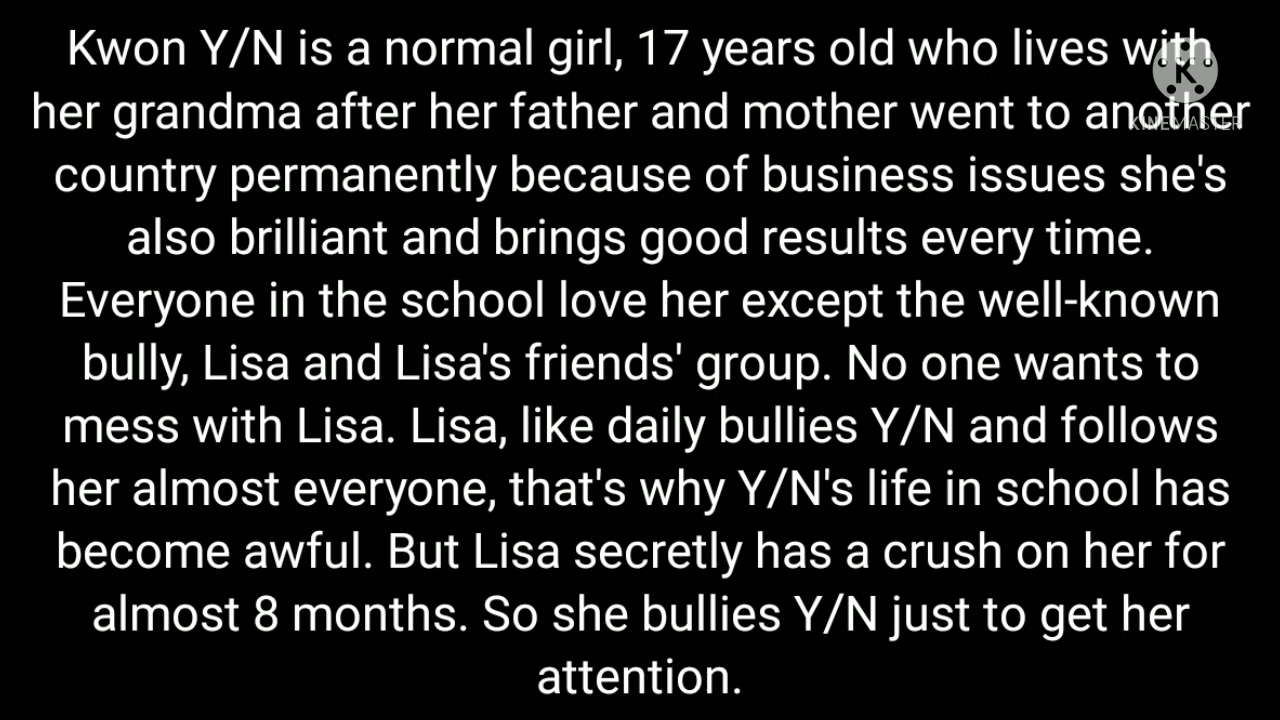 Kwon Y/N is a normal girl, 17 years old who lives with
her grandma after her father and mother went to another
country permanently because of business issues she's
also brilliant and brings good results every time.
Everyone in the school love her except the well-known
bully, Lisa and Lisa's friends' group. No one wants to
mess with Lisa. Lisa, like daily bullies Y/N and follows
her almost everyone, that's why Y/N's life in school has
become awful. But Lisa secretly has a crush on her for
almost 8 months. So she bullies Y/N just to get her
attention.
K
KINEMASTER